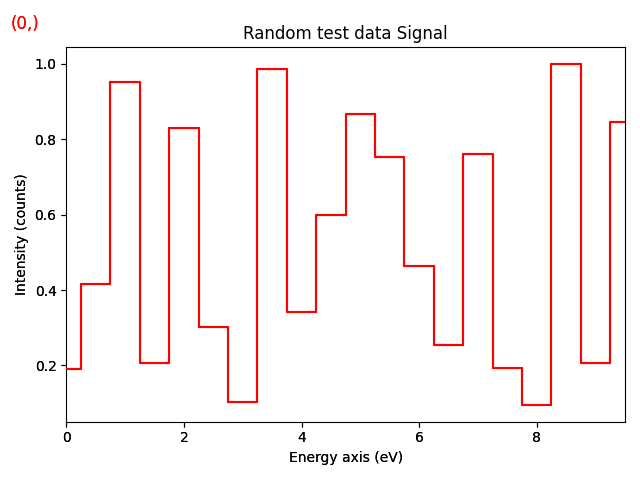 (0,)
Random test data Signal
Intensity (counts)
1.0
0.8
0.6
0.4
0.2
0 2 4 6 8
Energy axis (eV)